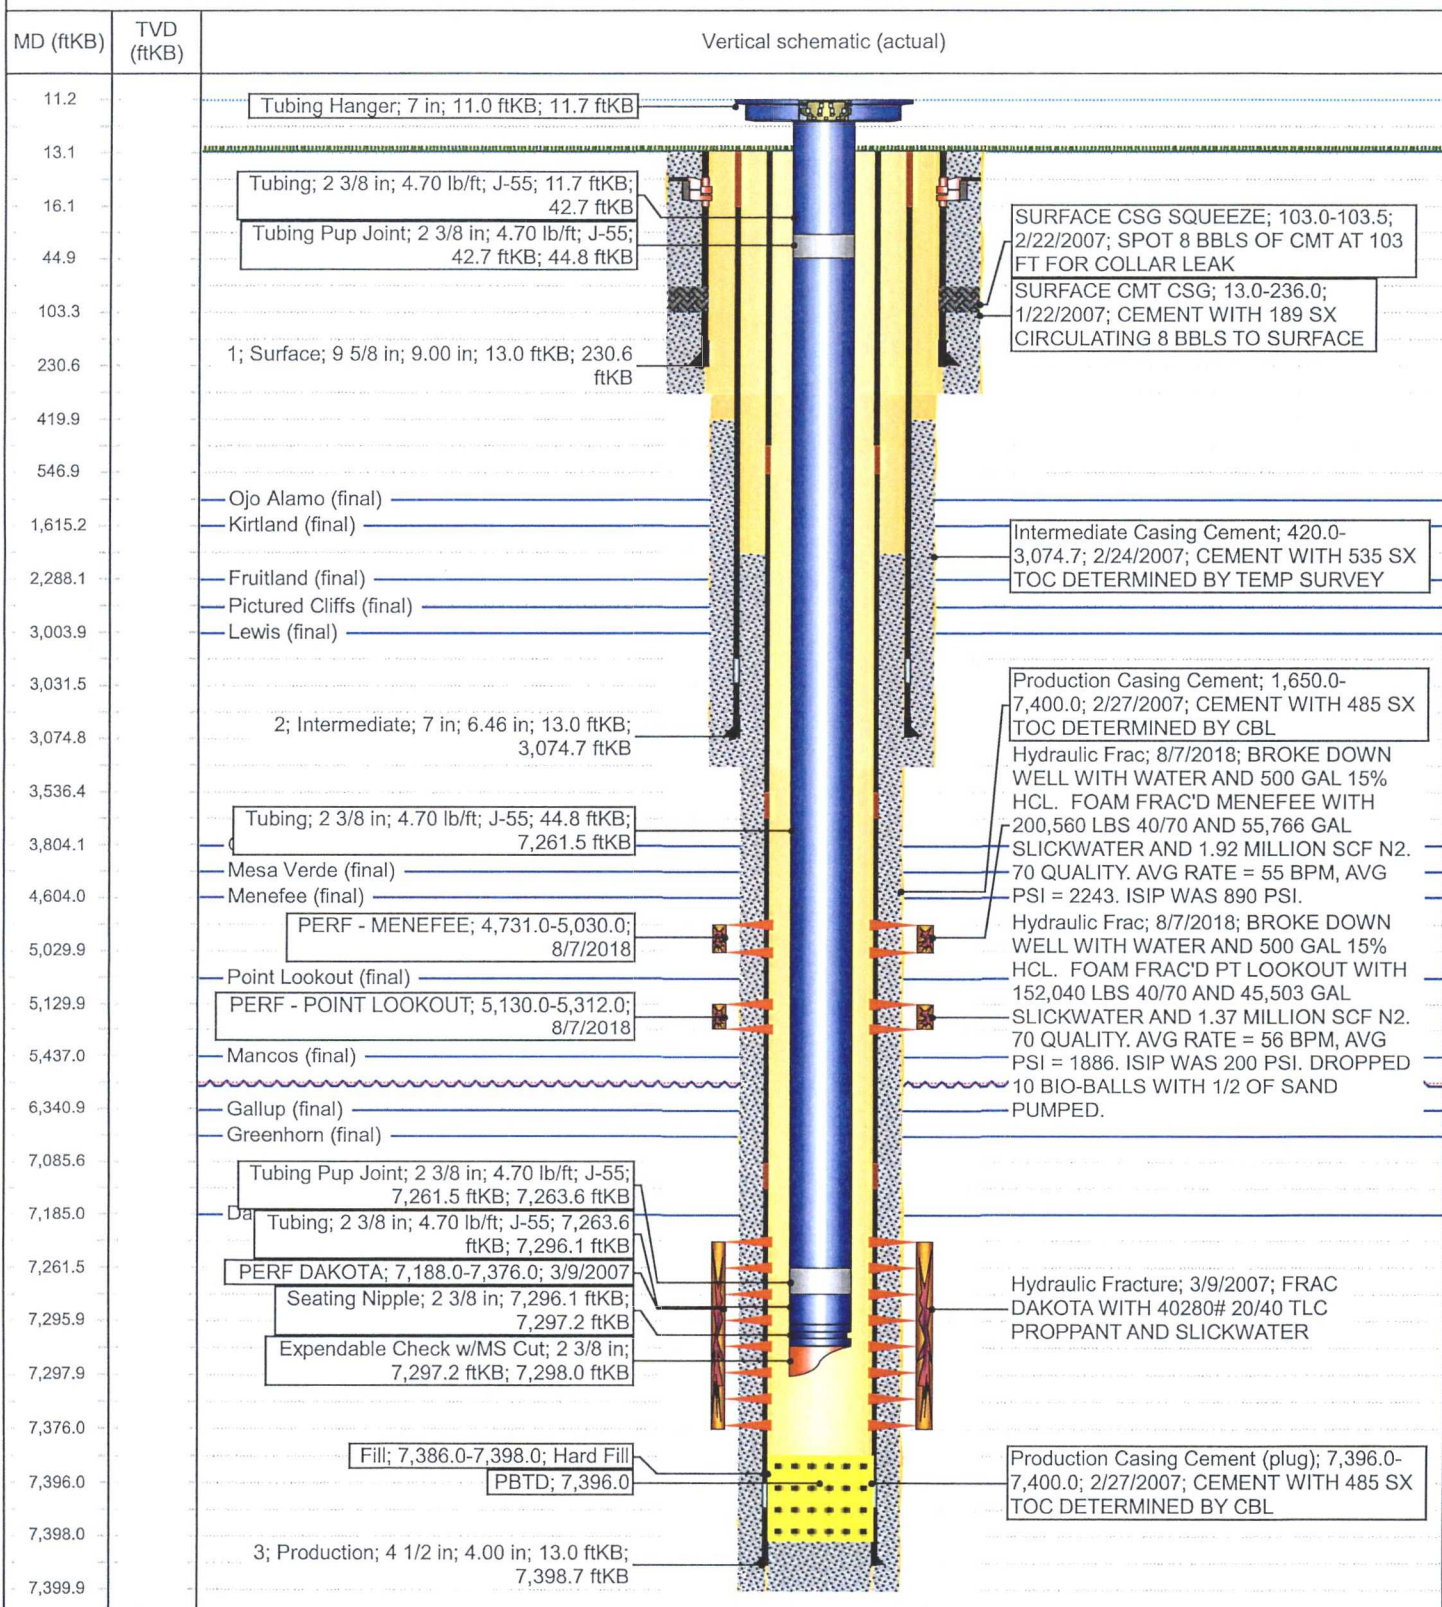 MD (ftKB)
TVD
(ftKB)
Vertical schematic (actual)
11.2
13.1
16.1
44.9
103.3
230.6
419.9
546.9
1,615.2
2,288.1
3,003.9
3,031.5
3,074.8
3,536.4
3,804.1
4,604.0
5,029.9
5,129.9
5,437.0
6,340.9
7,085.6
7,185.0
7,261.5
7,295.9
7,297.9
7,376.0
7,396.0
7,398.0
7,399.9
Tubing Hanger; 7 in; 11.0 ftKB; 11.7 ftKB
Tubing; 2 3/8 in; 4.70 lb/ft; J-55; 11.7 ftKB;
42.7 ftKB
Tubing Pup Joint; 2 3/8 in; 4.70 lb/ft; J-55;
42.7 ftKB; 44.8 ftKB
1; Surface; 9 5/8 in; 9.00 in; 13.0 ftKB; 230.6
ftKB
Ojo Alamo (final)
Kirtland (final)
Fruitland (final)
Pictured Cliffs (final)
Lewis (final)
2; Intermediate; 7 in; 6.46 in; 13.0 ftKB;
3,074.7 ftKB
Tubing; 2 3/8 in; 4.70 lb/ft; J-55; 44.8 ftKB;
7,261.5 ftKB
Mesa Verde (final)
Menefee (final)
PERF - MENEFEE; 4,731.0-5,030.0;
8/7/2018
Point Lookout (final)
PERF - POINT LOOKOUT; 5,130.0-5,312.0;
8/7/2018
Mancos (final)
Gallup (final)
Greenhorn (final)
Tubing Pup Joint; 2 3/8 in; 4.70 lb/ft; J-55;
7,261.5 ftKB; 7,263.6 ftKB
Da
Tubing; 2 3/8 in; 4.70 lb/ft; J-55; 7,263.6
ftKB; 7,296.1 ftKB
PERF DAKOTA; 7,188.0-7,376.0; 3/9/2007
Seating Nipple; 2 3/8 in; 7,296.1 ftKB;
7,297.2 ftKB
Expendable Check w/MS Cut; 2 3/8 in;
7,297.2 ftKB; 7,298.0 ftKB
Fill; 7,386.0-7,398.0; Hard Fill
PBTD; 7,396.0
3; Production; 4 1/2 in; 4.00 in; 13.0 ftKB;
7,398.7 ftKB
SURFACE CSG SQUEEZE; 103.0-103.5;
2/22/2007; SPOT 8 BBLS OF CMT AT 103
FT FOR COLLAR LEAK
SURFACE CMT CSG; 13.0-236.0;
1/22/2007; CEMENT WITH 189 SX
CIRCULATING 8 BBLS TO SURFACE
Intermediate Casing Cement; 420.0-
3,074.7; 2/24/2007; CEMENT WITH 535 SX
TOC DETERMINED BY TEMP SURVEY
Production Casing Cement; 1,650.0-
7,400.0; 2/27/2007; CEMENT WITH 485 SX
TOC DETERMINED BY CBL
Hydraulic Frac; 8/7/2018; BROKE DOWN
WELL WITH WATER AND 500 GAL 15%
HCL.  FOAM FRAC'D MENEFEE WITH
200,560 LBS 40/70 AND 55,766 GAL
SLICKWATER AND 1.92 MILLION SCF N2.
70 QUALITY. AVG RATE = 55 BPM, AVG
PSI = 2243. ISIP WAS 890 PSI.
Hydraulic Frac; 8/7/2018; BROKE DOWN
WELL WITH WATER AND 500 GAL 15%
HCL.  FOAM FRAC'D PT LOOKOUT WITH
152,040 LBS 40/70 AND 45,503 GAL
SLICKWATER AND 1.37 MILLION SCF N2.
70 QUALITY. AVG RATE = 56 BPM, AVG
PSI = 1886. ISIP WAS 200 PSI. DROPPED
10 BIO-BALLS WITH 1/2 OF SAND
PUMPED.
Hydraulic Fracture; 3/9/2007; FRAC
DAKOTA WITH 40280# 20/40 TLC
PROPPANT AND SLICKWATER
Production Casing Cement (plug); 7,396.0-
7,400.0; 2/27/2007; CEMENT WITH 485 SX
TOC DETERMINED BY CBL